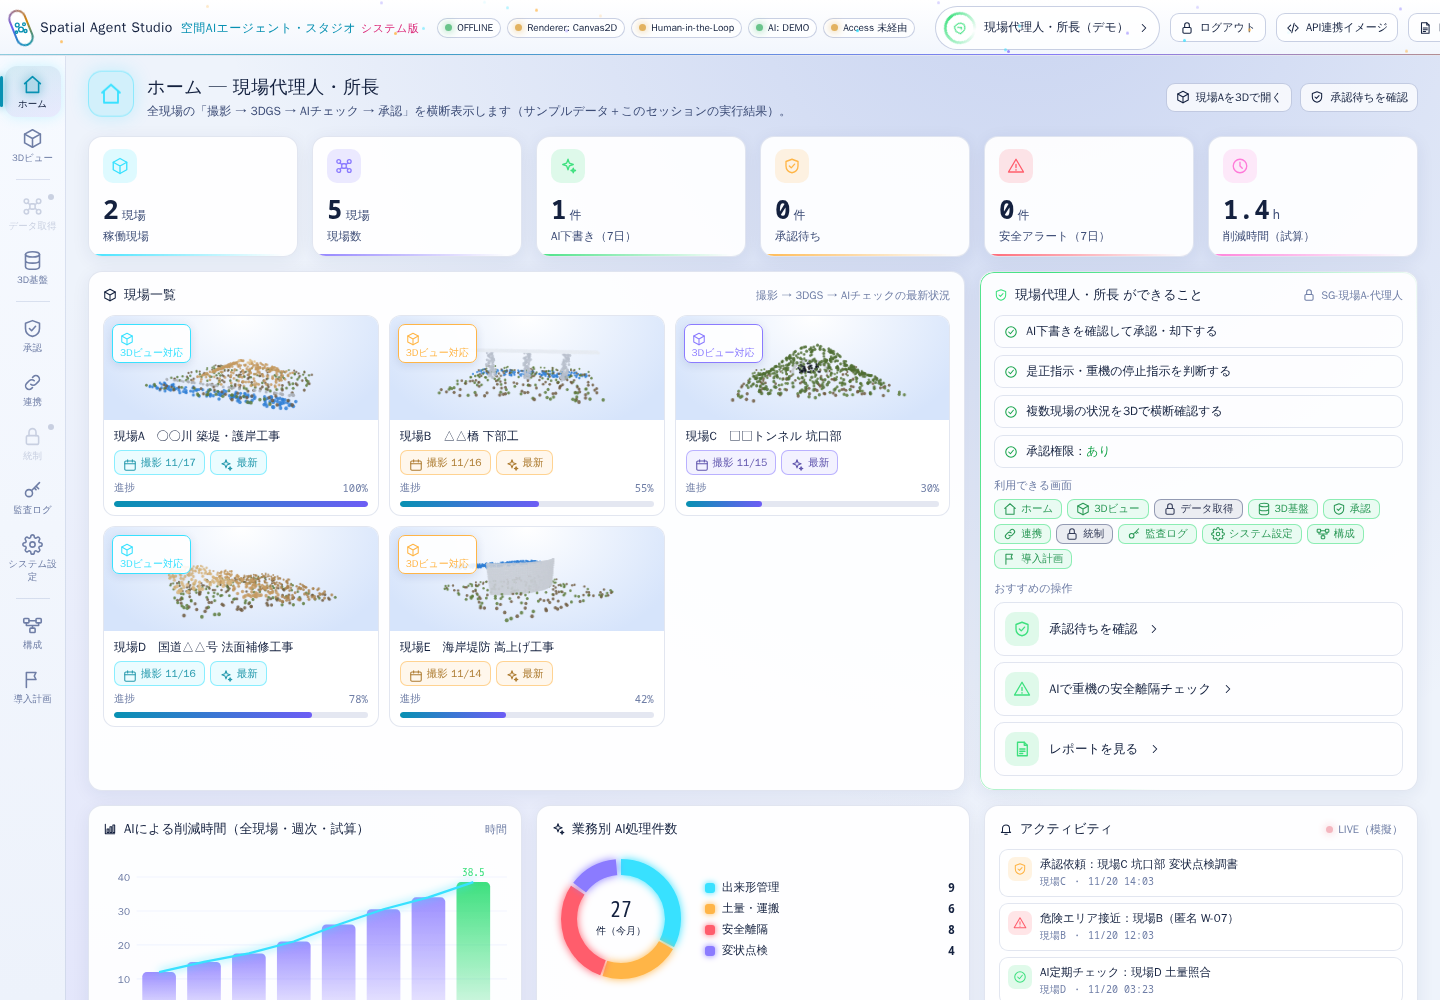 Spatial Agent Studio 空間AIエージェント・スタジオ システム版
OFFLINE
Renderer: Canvas2D
Human-in-the-Loop
AI: DEMO
Access 未経由
現場代理人・所長（デモ）
ログアウト
API連携イメージ
ホーム
3Dビュー
データ取得
3D基盤
承認
連携
統制
監査ログ
システム設定
構成
導入計画
ホーム — 現場代理人・所長
全現場の「撮影 → 3DGS → AIチェック → 承認」を横断表示します（サンプルデータ＋このセッションの実行結果）。
現場Aを3Dで開く
承認待ちを確認
2 現場
稼働現場
5 現場
現場数
1 件
AI下書き（7日）
0 件
承認待ち
0 件
安全アラート（7日）
1.4 h
削減時間（試算）
現場一覧
撮影 → 3DGS → AIチェックの最新状況
3Dビュー対応
現場A　〇〇川 築堤・護岸工事
撮影 11/17
最新
進捗
100%
3Dビュー対応
現場B　△△橋 下部工
撮影 11/16
最新
進捗
55%
3Dビュー対応
現場C　□□トンネル 坑口部
撮影 11/15
最新
進捗
30%
3Dビュー対応
現場D　国道△△号 法面補修工事
撮影 11/16
最新
進捗
78%
3Dビュー対応
現場E　海岸堤防 嵩上げ工事
撮影 11/14
最新
進捗
42%
現場代理人・所長 ができること
SG-現場A-代理人
AI下書きを確認して承認・却下する
是正指示・重機の停止指示を判断する
複数現場の状況を3Dで横断確認する
承認権限：あり
利用できる画面
ホーム
3Dビュー
データ取得
3D基盤
承認
連携
統制
監査ログ
システム設定
構成
導入計画
おすすめの操作
承認待ちを確認
AIで重機の安全離隔チェック
レポートを見る
AIによる削減時間（全現場・週次・試算）
時間
38.5
40
30
20
10
業務別 AI処理件数
27
件（今月）
出来形管理 9
土量・運搬 6
安全離隔 8
変状点検 4
アクティビティ
LIVE（模擬）
承認依頼：現場C 坑口部 変状点検調書
現場C ・ 11/20 14:03
危険エリア接近：現場B（匿名 W-07）
現場B ・ 11/20 12:03
AI定期チェック：現場D 土量照合
現場D ・ 11/20 03:23